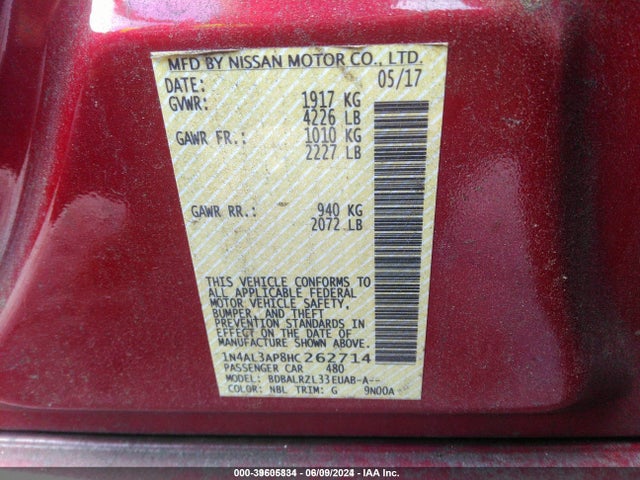 MFD BY NISSAN MOTOR CO., LTD.
DATE: 05/17
GVWR: 1917 KG
4226 LB
GAWR FR.: 1010 KG
2227 LB
GAWR RR.: 940 KG
2072 LB
THIS VEHICLE CONFORMS TO
ALL APPLICABLE FEDERAL
MOTOR VEHICLE SAFETY,
BUMPER, AND THEFT
PREVENTION STANDARDS IN
EFFECT ON THE DATE OF
MANUFACTURE SHOWN ABOVE.
1N4AL3AP8HC262714
PASSENGER CAR 480
MODEL: BDBALRZL33EUAB-A--
COLOR: NBL TRIM: G 9N00A
000-39605834 - 06/09/2024 - IAA Inc.